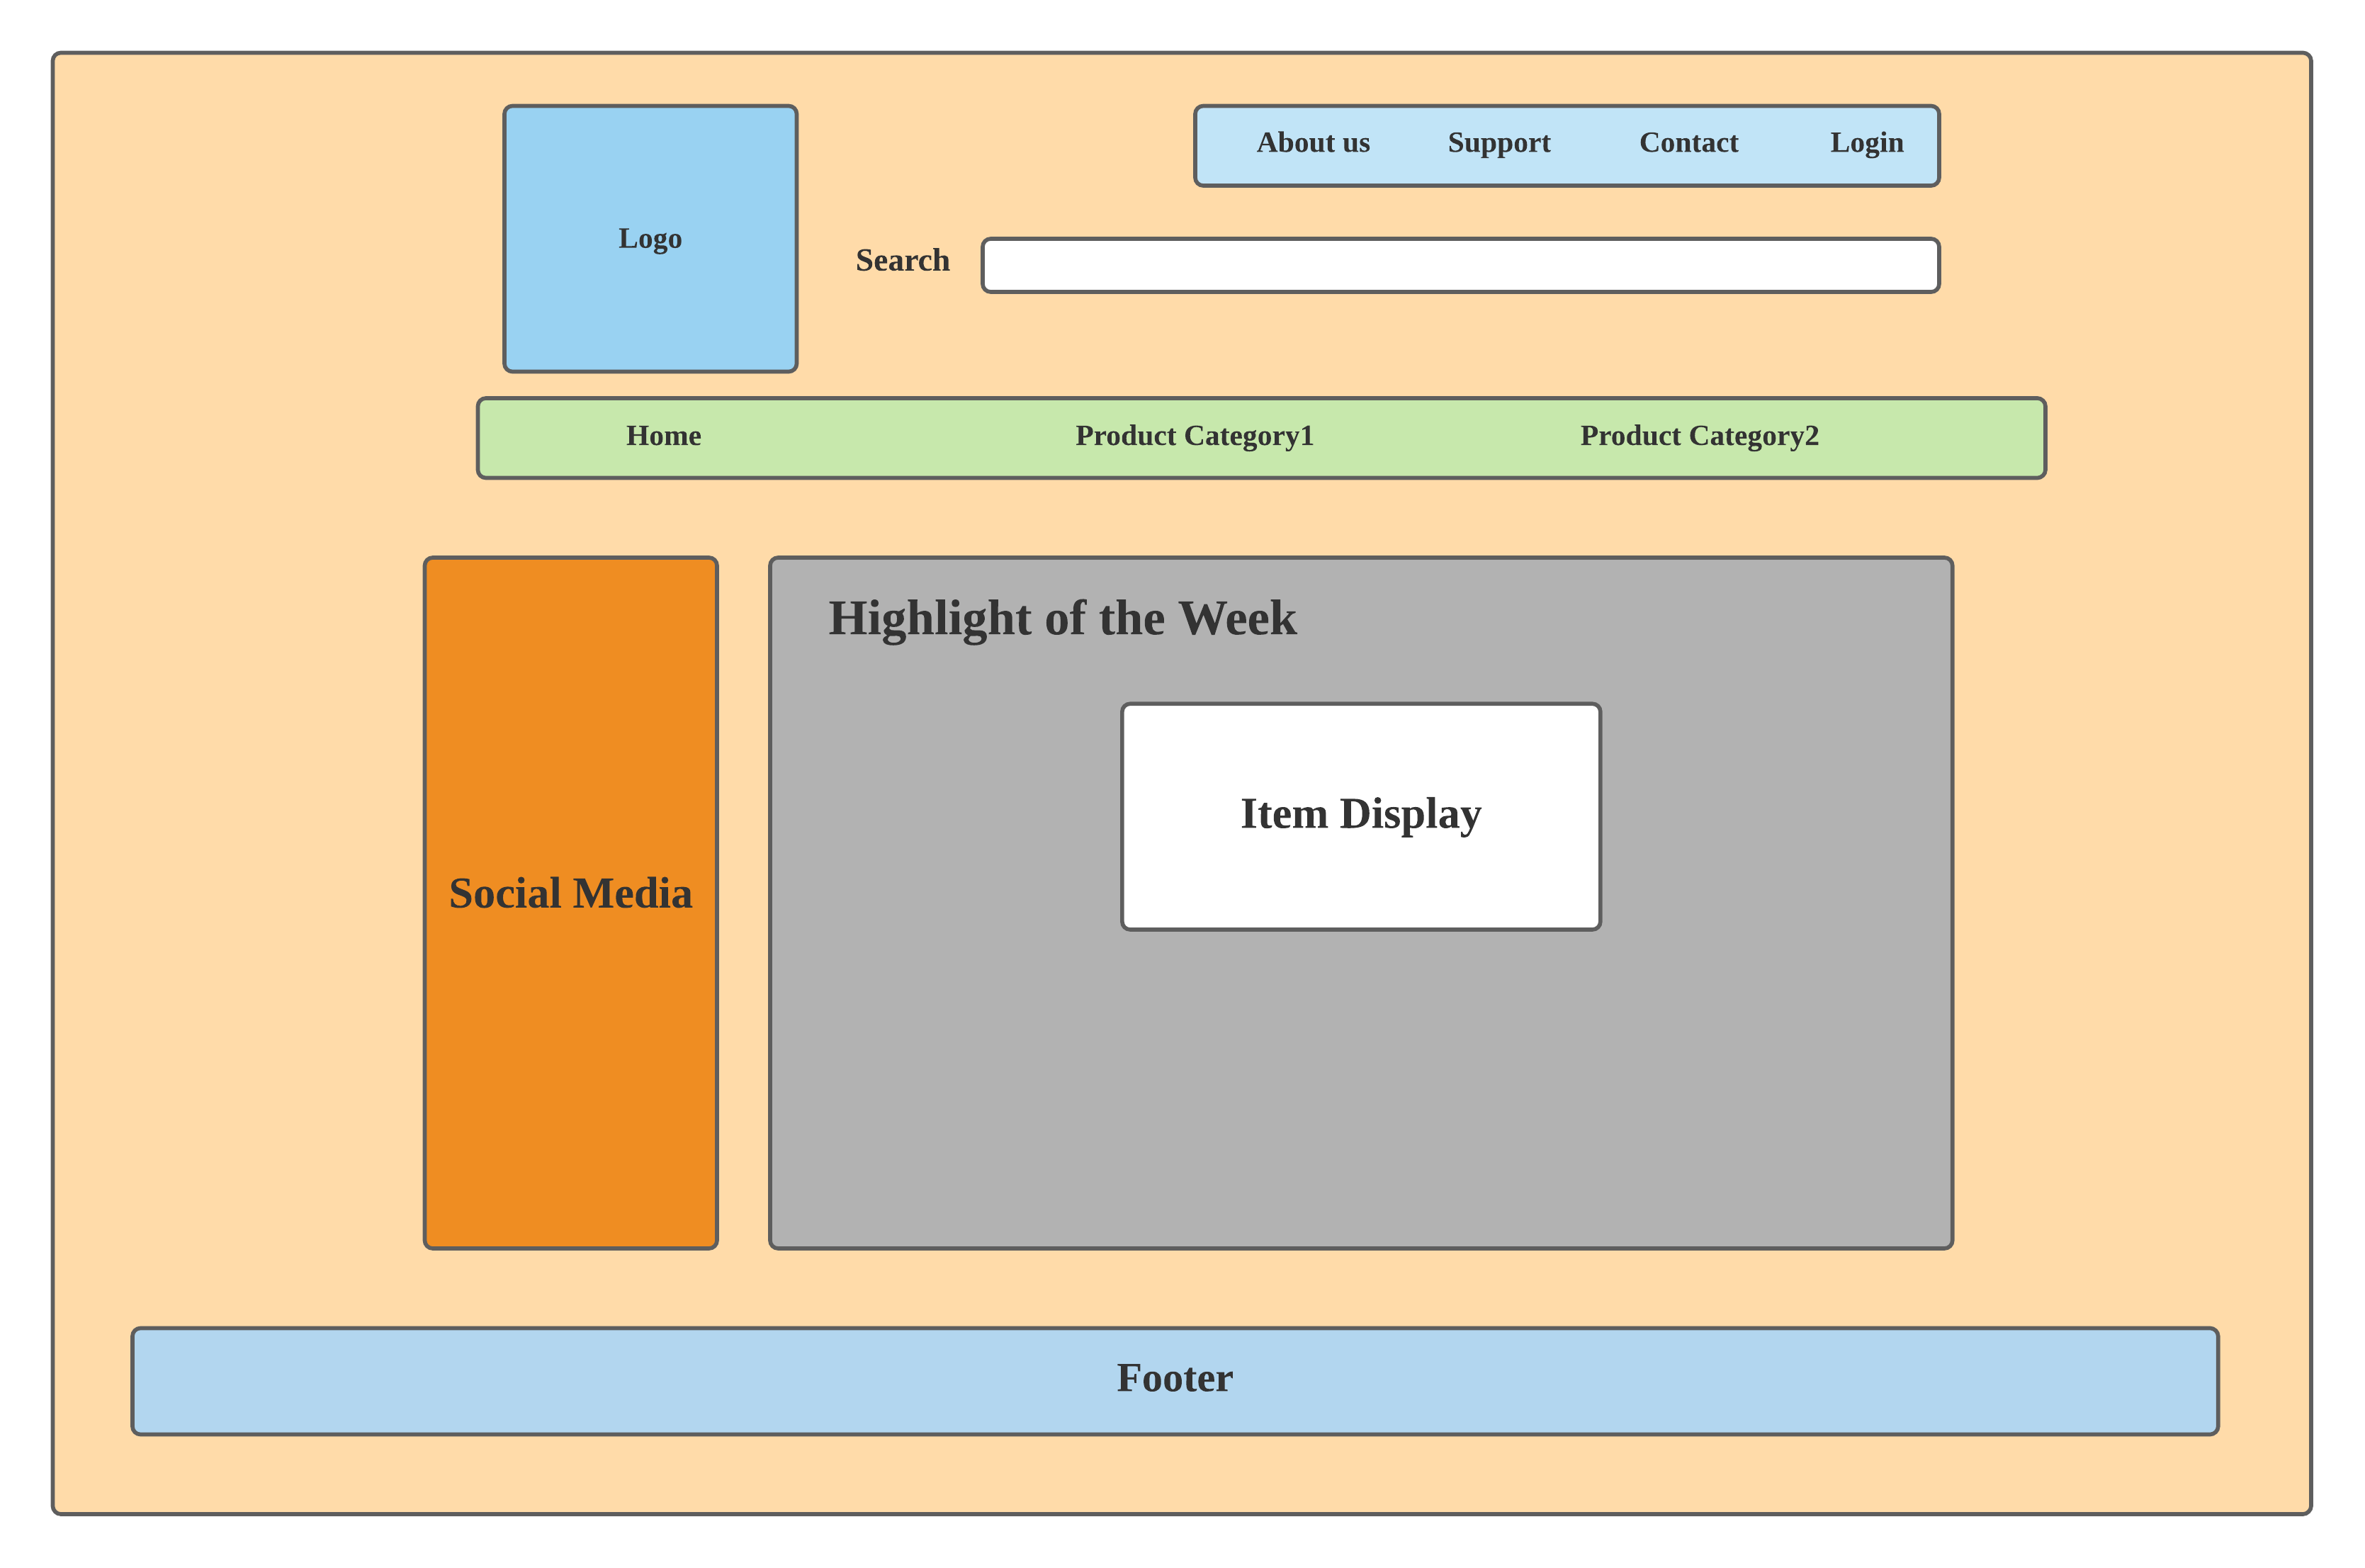 About us Support Contact Login
Logo
Search
Home Product Category1 Product Category2
Highlight of the Week
Item Display
Social Media
Footer